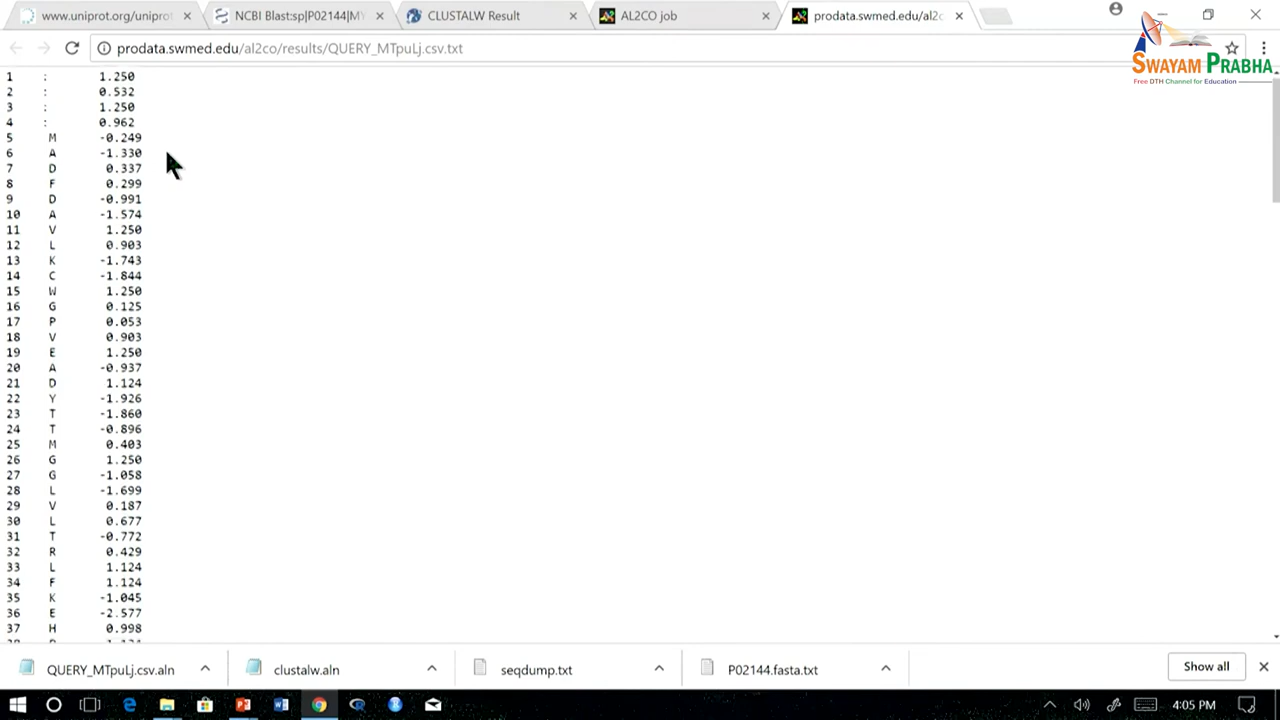 www.uniprot.org/uniprot
NCBI Blast:sp|P02144|MY
CLUSTALW Result
AL2CO job
prodata.swmed.edu/al2c
prodata.swmed.edu/al2co/results/QUERY_MTpuLj.csv.txt
SWAYAM PRABHA
Free DTH Channel for Education
1 : 1.250
2 : 0.532
3 : 1.250
4 : 0.962
5 M -0.249
6 A -1.330
7 D 0.337
8 F 0.299
9 D -0.991
10 A -1.574
11 V 1.250
12 L 0.903
13 K -1.743
14 C -1.844
15 W 1.250
16 G 0.125
17 P 0.053
18 V 0.903
19 E 1.250
20 A -0.937
21 D 1.124
22 Y -1.926
23 T -1.860
24 T -0.896
25 M 0.403
26 G 1.250
27 G -1.058
28 L -1.699
29 V 0.187
30 L 0.677
31 T -0.772
32 R 0.429
33 L 1.124
34 F 1.124
35 K -1.045
36 E -2.577
37 H 0.998
QUERY_MTpuLj.csv.aln
clustalw.aln
seqdump.txt
P02144.fasta.txt
Show all
4:05 PM